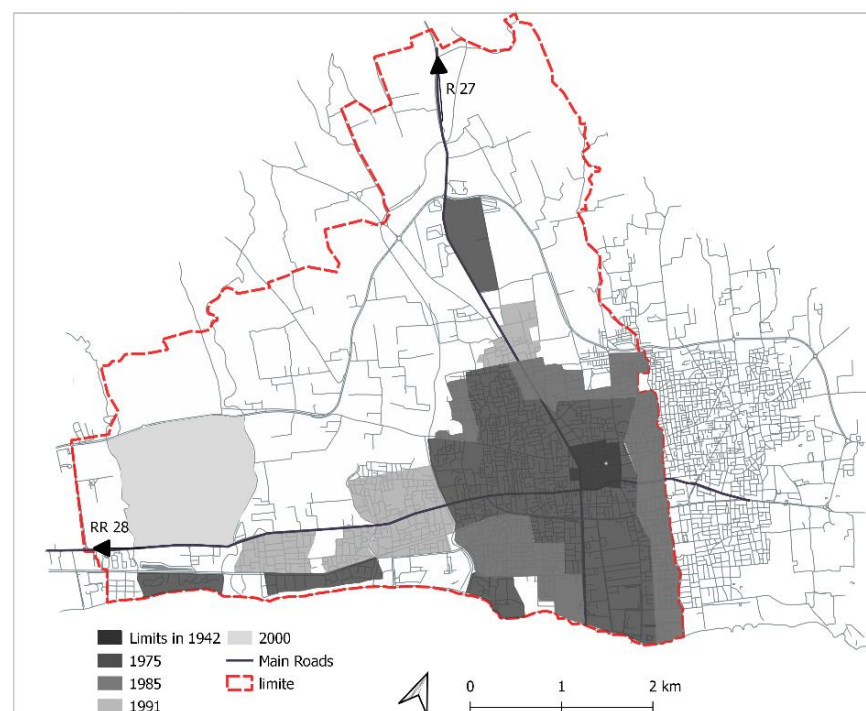 R 27
RR 28
Limits in 1942
1975
1985
1991
2000
Main Roads
limite
0 1 2 km